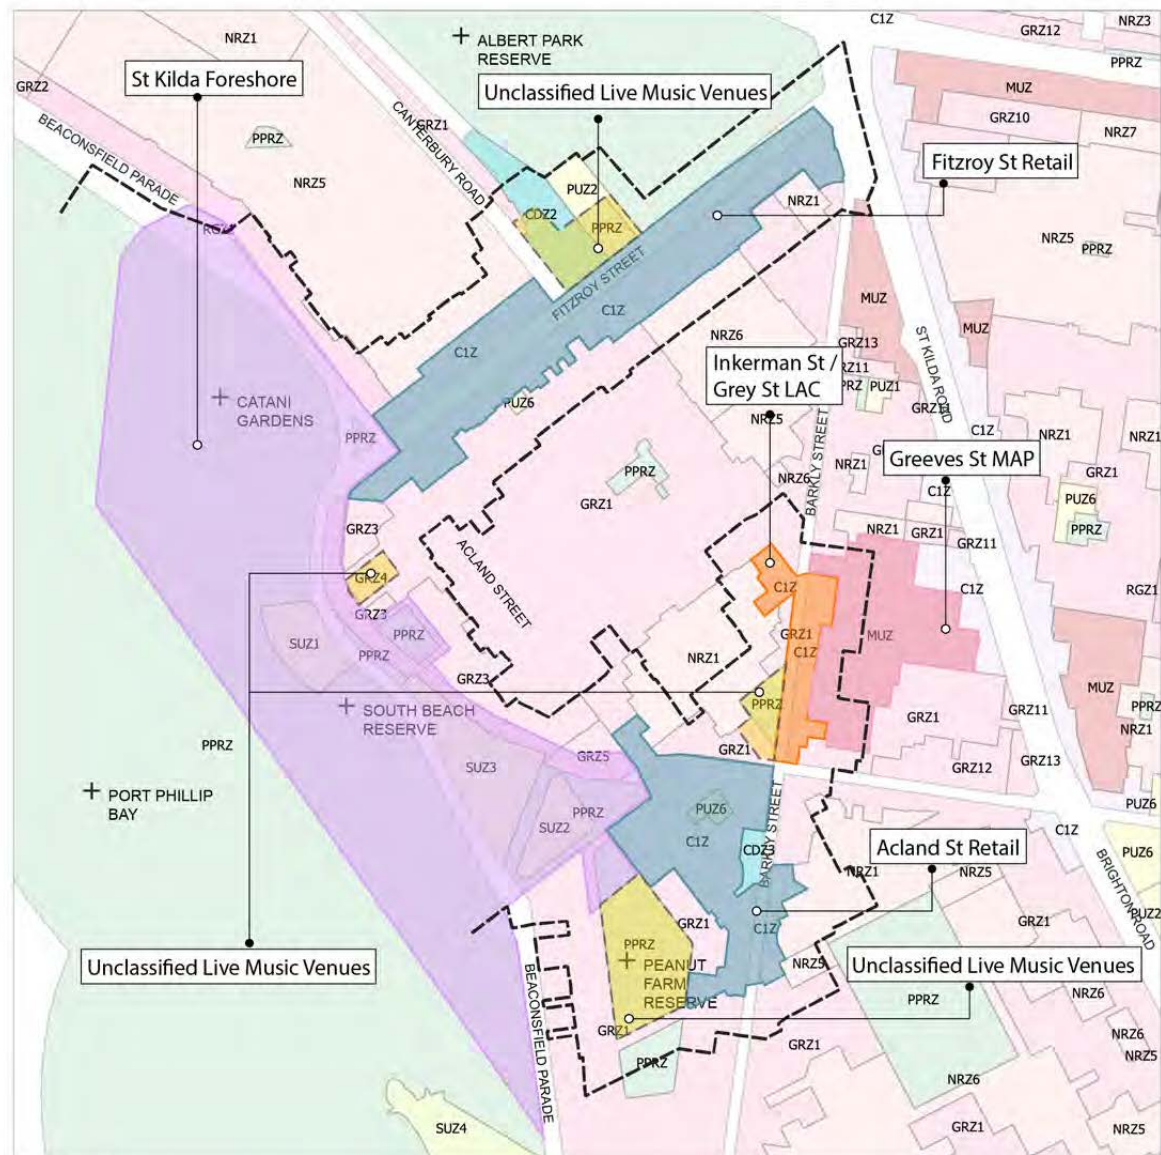 C1Z
NRZ3
GRZ12
PPRZ
NRZ1
ALBERT PARK
RESERVE
St Kilda Foreshore
GRZ2
Unclassified Live Music Venues
MUZ
GRZ10
NRZ7
CANTERBURY ROAD
GRZ1
BEACONSFIELD PARADE
PPRZ
NRZ5
PUZ2
Fitzroy St Retail
CDZ2
PPRZ
NRZ1
NRZ5
PPRZ
FITZROY STREET
C1Z
C1Z
MUZ
MUZ
ST KILDA ROAD
NRZ6
GRZ13
Inkerman St /
Grey St LAC
PUZ1
GRZ11
CATANI
GARDENS
PUZ6
PPRZ
NRZ5
BARKLY STREET
C1Z
NRZ1
NRZ1
GRZ1
Greeves St MAP
NRZ1
NRZ6
PPRZ
GRZ1
C1Z
PUZ6
PPRZ
GRZ3
NRZ1
GRZ1
GRZ11
ACLAND STREET
GRZ4
C1Z
C1Z
RGZ1
GRZ3
SUZ1
PPRZ
PPRZ
GRZ1
C1Z
MUZ
NRZ1
GRZ3
MUZ
PPRZ
PPRZ
SOUTH BEACH
RESERVE
GRZ1
GRZ11
NRZ1
PPRZ
GRZ5
GRZ1
GRZ12
GRZ13
SUZ3
PORT PHILLIP
BAY
PPRZ
PUZ6
BARKLY STREET
PUZ6
SUZ2
C1Z
CDZ3
C1Z
Acland St Retail
PUZ6
NRZ1
NRZ5
BRIGHTON ROAD
PUZ2
GRZ1
GRZ1
C1Z
PPRZ
Unclassified Live Music Venues
PEANUT
FARM
RESERVE
NRZ5
Unclassified Live Music Venues
BEACONSFIELD PARADE
PPRZ
NRZ6
GRZ1
NRZ6
NRZ5
PPRZ
GRZ1
NRZ6
SUZ4
GRZ1
NRZ5